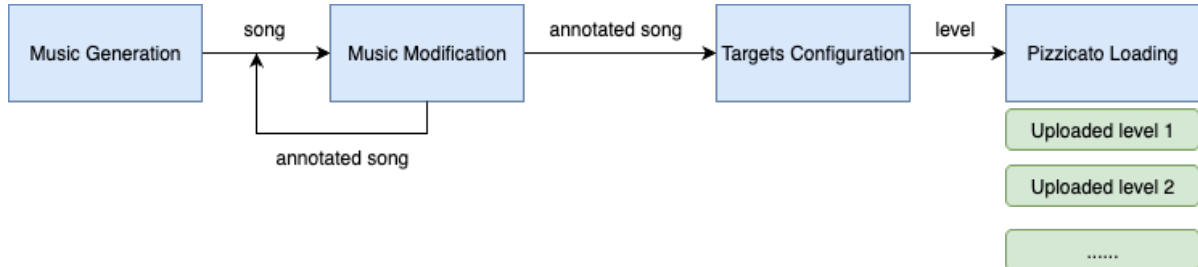 song
annotated song
level
Music Generation
Music Modification
Targets Configuration
Pizzicato Loading
annotated song
Uploaded level 1
Uploaded level 2
......